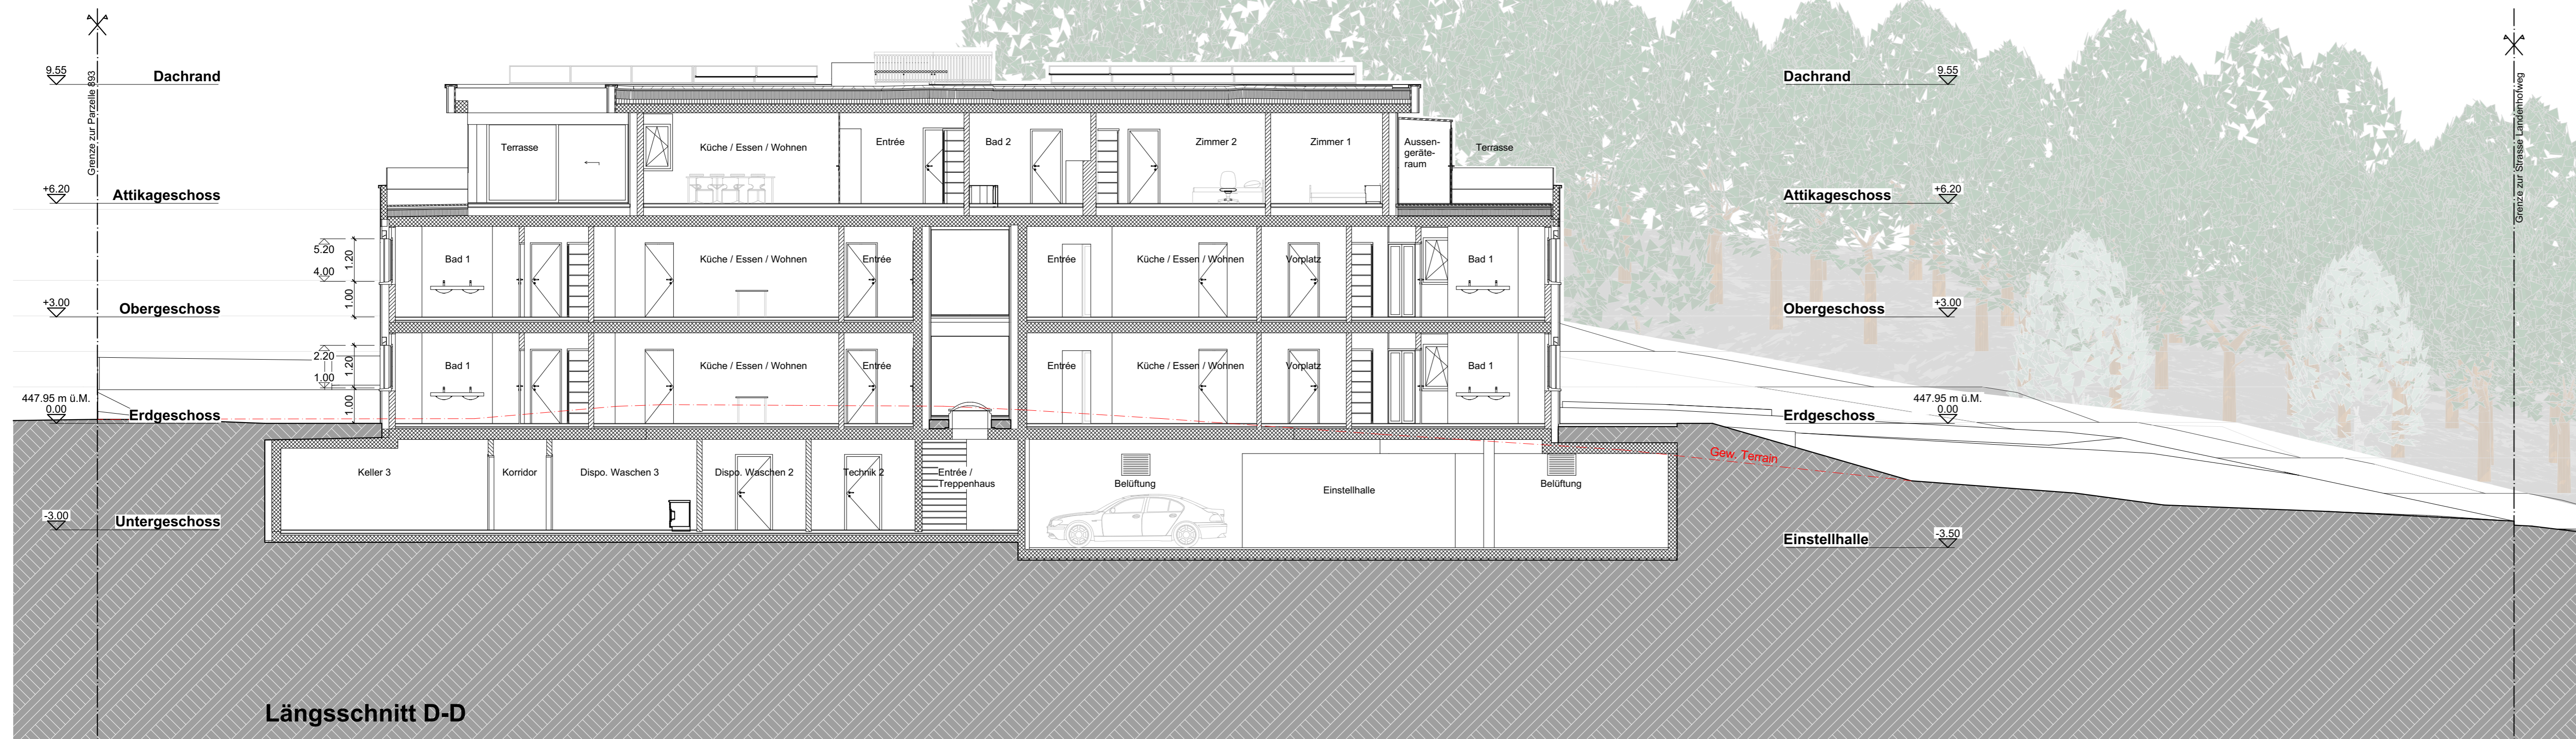 9.55
Dachrand
Dachrand
9.55
Grenze zur Parzelle 893
Grenze zur Strasse Landenhofweg
Terrasse
Küche / Essen / Wohnen
Entrée
Bad 2
Zimmer 2
Zimmer 1
Aussen-
geräte-
raum
Terrasse
+6.20
Attikageschoss
Attikageschoss
+6.20
5.20
4.00
1.20
1.00
Bad 1
Küche / Essen / Wohnen
Entrée
Entrée
Küche / Essen / Wohnen
Vorplatz
Bad 1
+3.00
Obergeschoss
Obergeschoss
+3.00
2.20
1.00
1.20
1.00
Bad 1
Küche / Essen / Wohnen
Entrée
Entrée
Küche / Essen / Wohnen
Vorplatz
Bad 1
447.95 m ü.M.
0.00
Erdgeschoss
Erdgeschoss
447.95 m ü.M.
0.00
Gew. Terrain
Keller 3
Korridor
Dispo. Waschen 3
Dispo. Waschen 2
Technik 2
Entrée /
Treppenhaus
Belüftung
Einstellhalle
Belüftung
-3.00
Untergeschoss
Einstellhalle
-3.50
Längsschnitt D-D